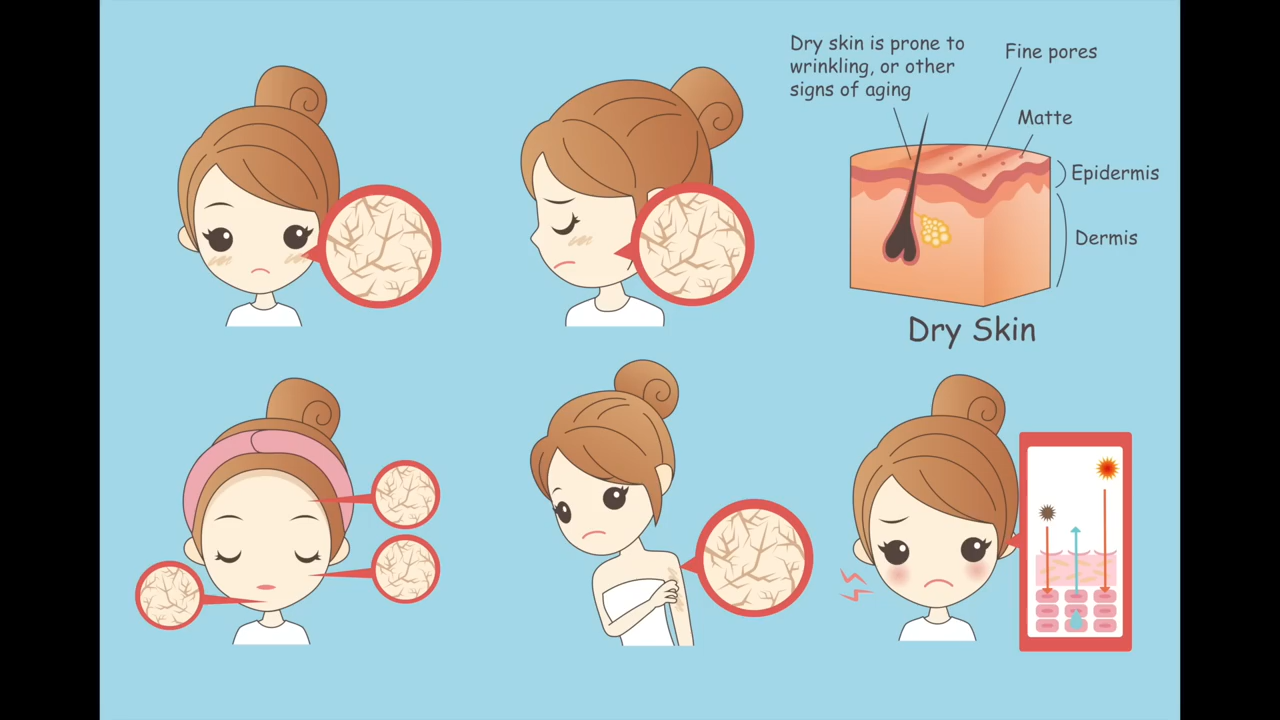 Dry skin is prone to
wrinkling, or other
signs of aging
Fine pores
Matte
Epidermis
Dermis
Dry Skin